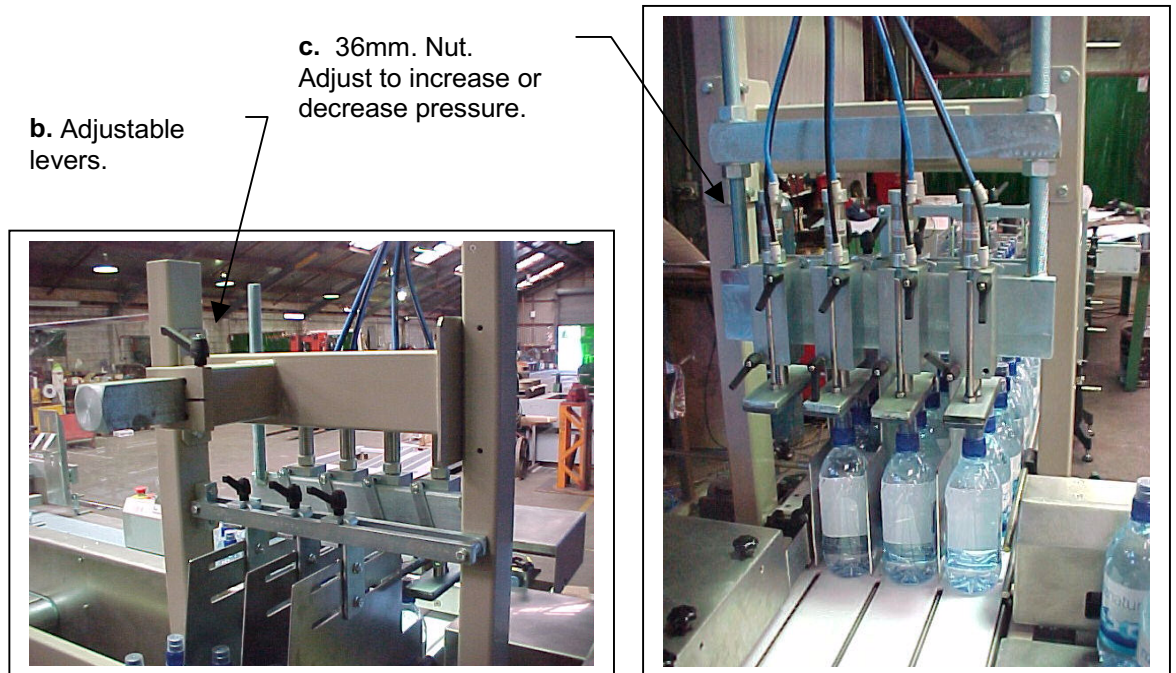 b. Adjustable
levers.
c. 36mm. Nut.
Adjust to increase or
decrease pressure.